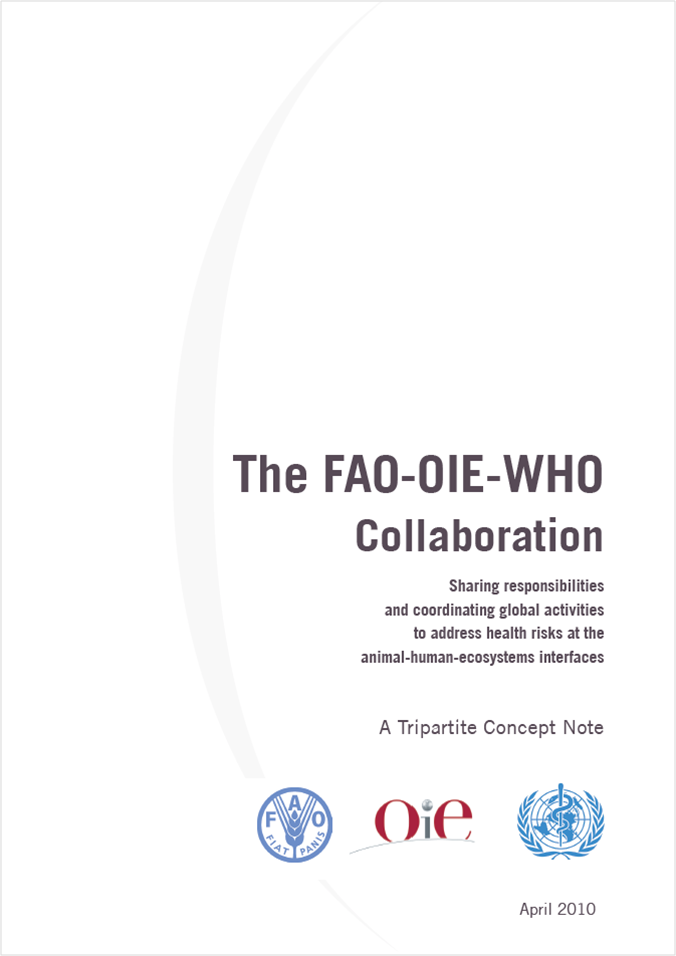 The FAO-OIE-WHO
Collaboration
Sharing responsibilities
and coordinating global activities
to address health risks at the
animal-human-ecosystems interfaces
A Tripartite Concept Note
F A O
FIAT PANIS
OiE
April 2010